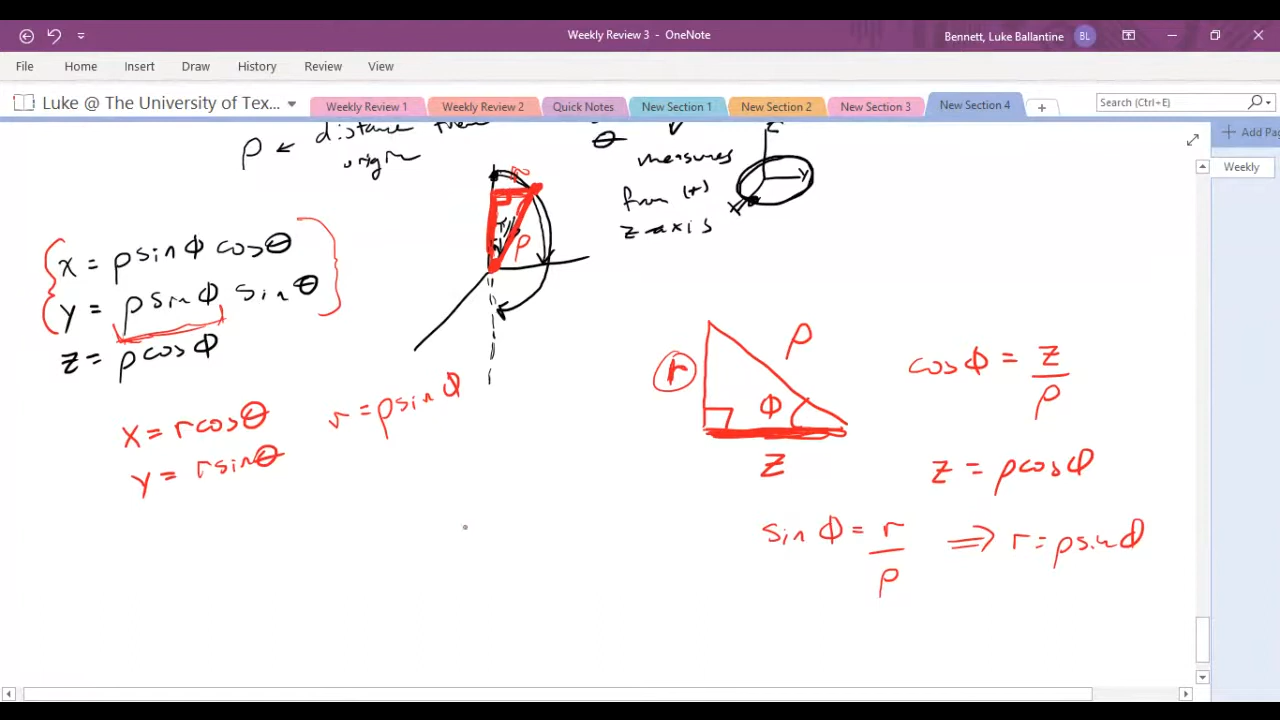 Weekly Review 3 - OneNote
Bennett, Luke Ballantine
BL
File Home Insert Draw History Review View
Luke @ The University of Tex...
Weekly Review 1
Weekly Review 2
Quick Notes
New Section 1
New Section 2
New Section 3
New Section 4
Search (Ctrl+E)
Add Pag
Weekly
ρ ← distance from
origin
θ
measures
from (+)
z-axis
z
y
x
r
ρ
x = ρ sin φ cos θ
y = ρ sin φ sin θ
z = ρ cos φ
x = r cos θ
y = r sin θ
r = ρ sin φ
r
ρ
φ
z
cos φ = z/ρ
z = ρ cos φ
sin φ = r/ρ ⟹ r = ρ sin φ